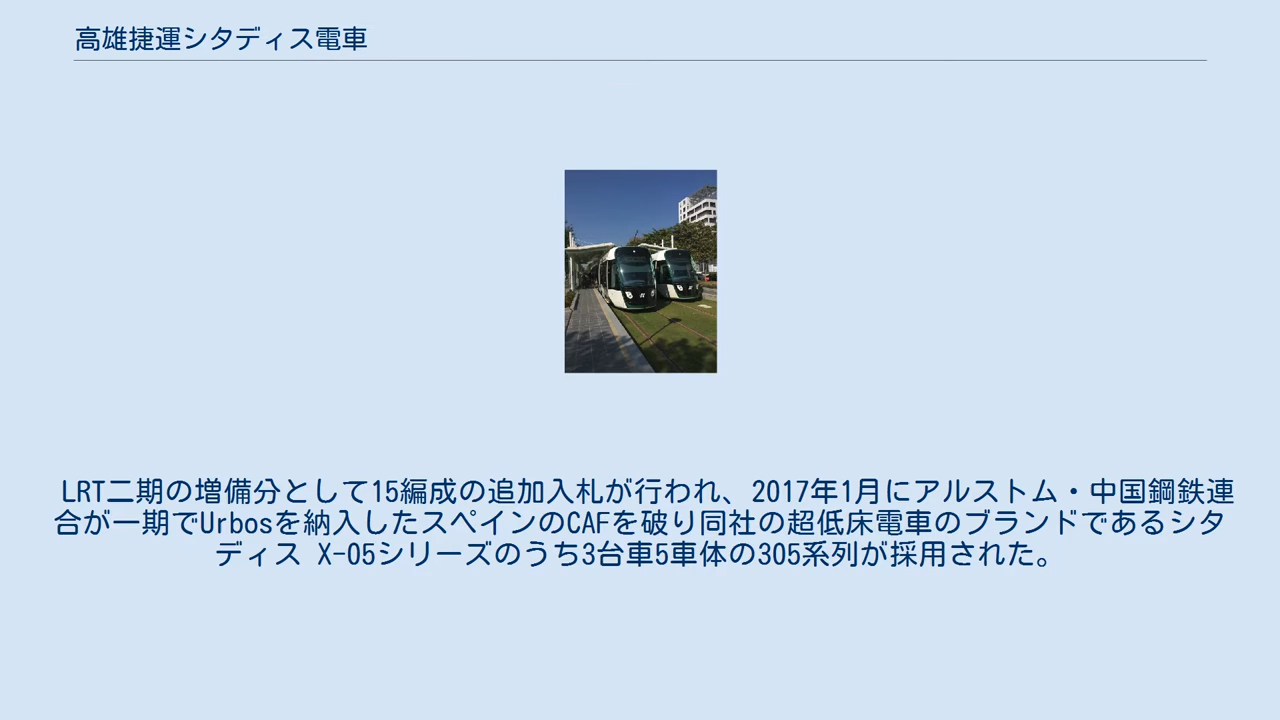 高雄捷運シタディス電車
LRT二期の増備分として15編成の追加入札が行われ、2017年1月にアルストム・中国鋼鉄連
合が一期でUrbosを納入したスペインのCAFを破り同社の超低床電車のブランドであるシタ
ディス X-05シリーズのうち3台車5車体の305系列が採用された。